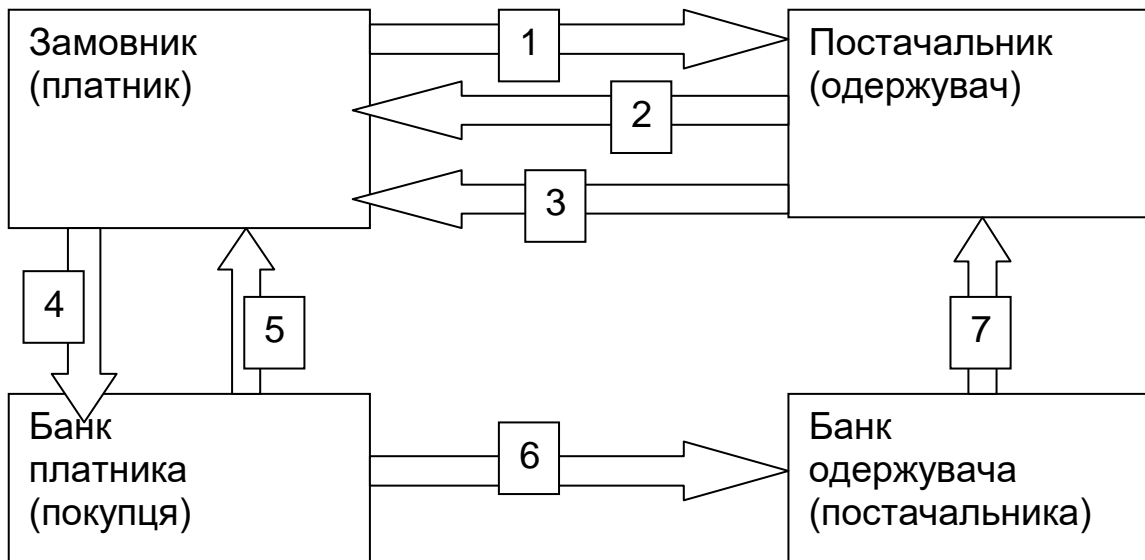 Замовник
(платник)
1
Постачальник
(одержувач)
2
3
4
5
7
Банк
платника
(покупця)
6
Банк
одержувача
(постачальника)